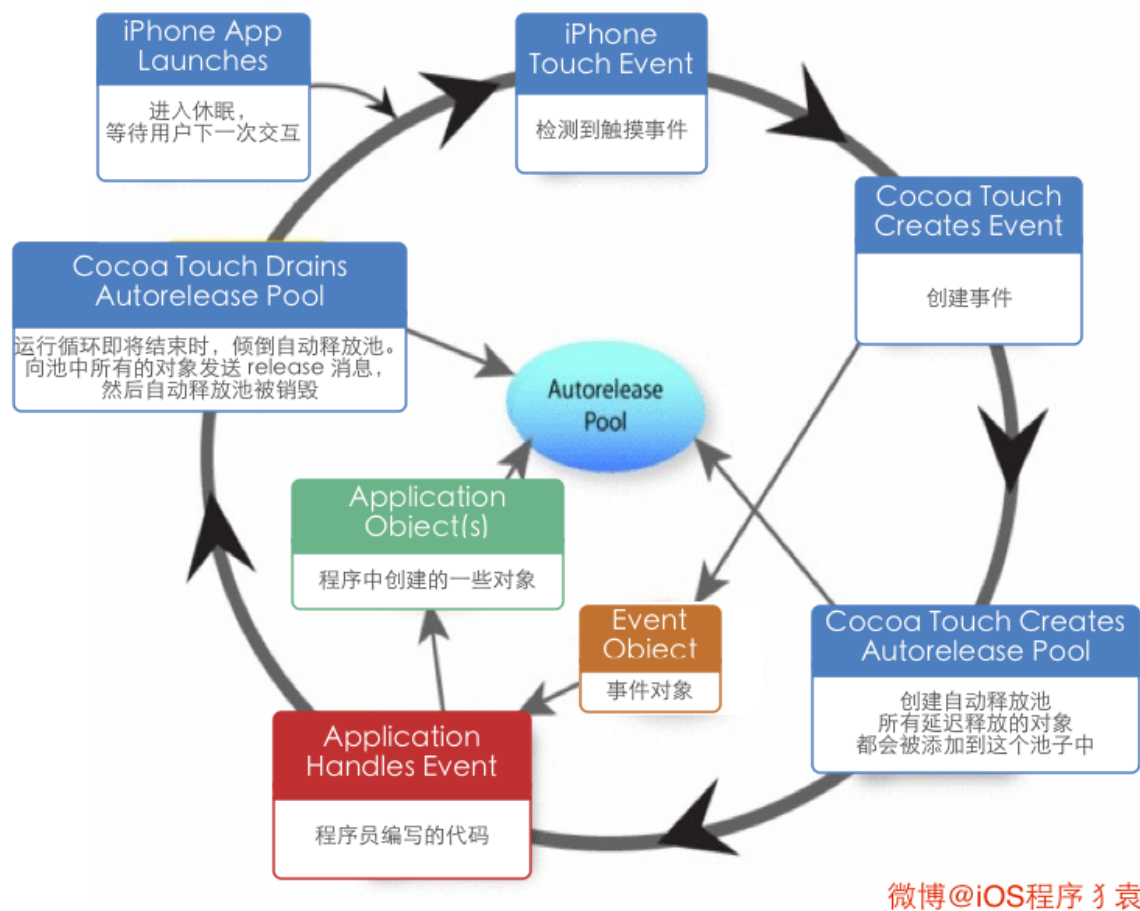 iPhone App
Launches
进入休眠，
等待用户下一次交互
iPhone
Touch Event
检测到触摸事件
Cocoa Touch
Creates Event
创建事件
Cocoa Touch Drains
Autorelease Pool
运行循环即将结束时，倾倒自动释放池。
向池中所有的对象发送 release 消息，
然后自动释放池被销毁
Autorelease
Pool
Application
Object(s)
程序中创建的一些对象
Event
Object
事件对象
Cocoa Touch Creates
Autorelease Pool
创建自动释放池
所有延迟释放的对象
都会被添加到这个池子中
Application
Handles Event
程序员编写的代码
微博@iOS程序犭袁